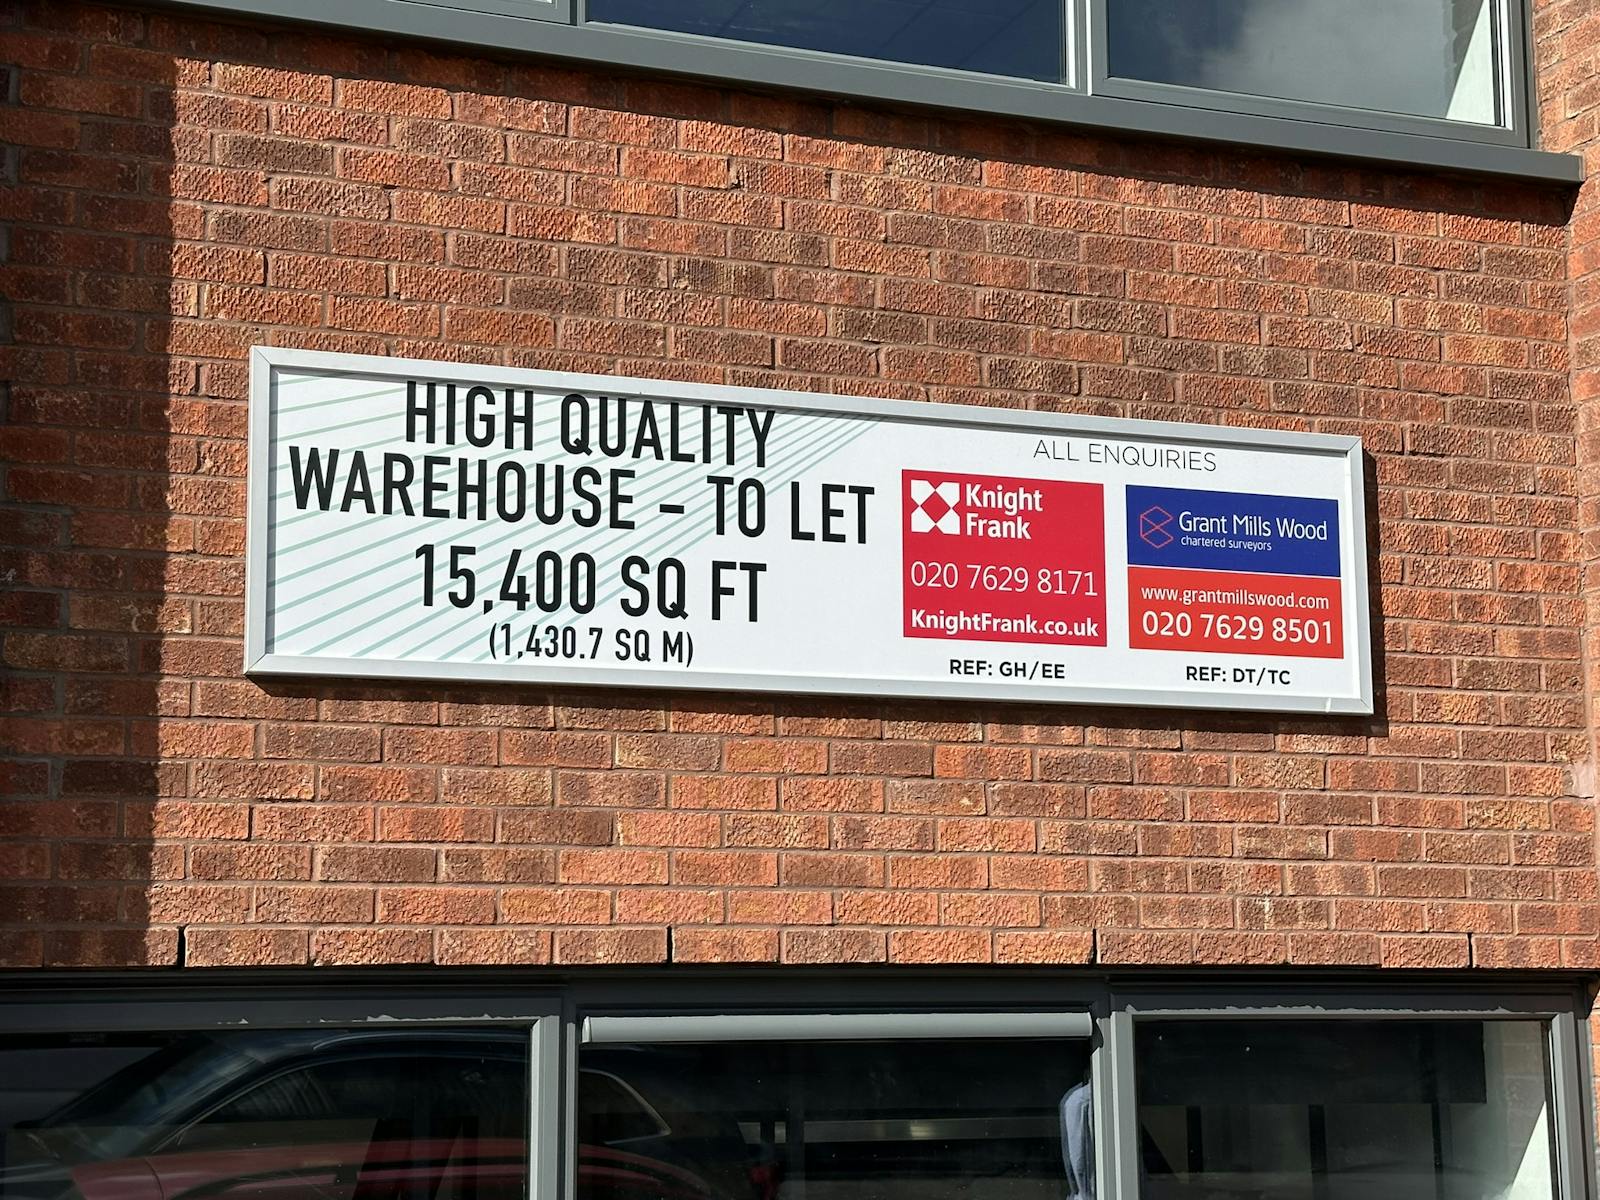 HIGH QUALITY
WAREHOUSE - TO LET
15,400 SQ FT
(1,430.7 SQ M)
ALL ENQUIRIES
Knight
Frank
020 7629 8171
KnightFrank.co.uk
REF: GH/EE
Grant Mills Wood
chartered surveyors
www.grantmillswood.com
020 7629 8501
REF: DT/TC